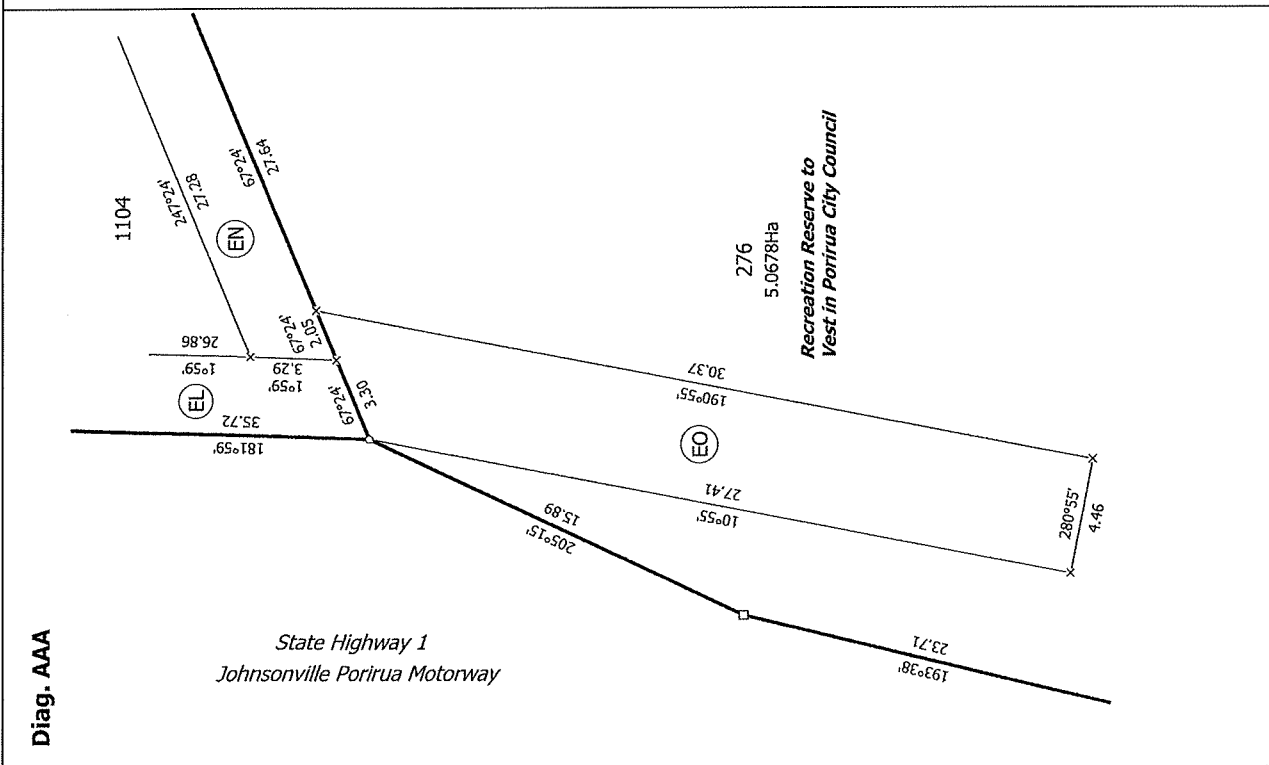 1104
247°24'
27.28
EN
67°24'
27.64
26.86
1°59'
3.29
1°59'
EL
35.72
181°59'
67°24'
2.05
67°24'
3.30
276
5.0678Ha
Recreation Reserve to
Vest in Porirua City Council
30.37
190°55'
EO
27.41
10°55'
15.89
205°15'
280°55'
4.46
23.71
193°38'
State Highway 1
Johnsonville Porirua Motorway
Diag. AAA